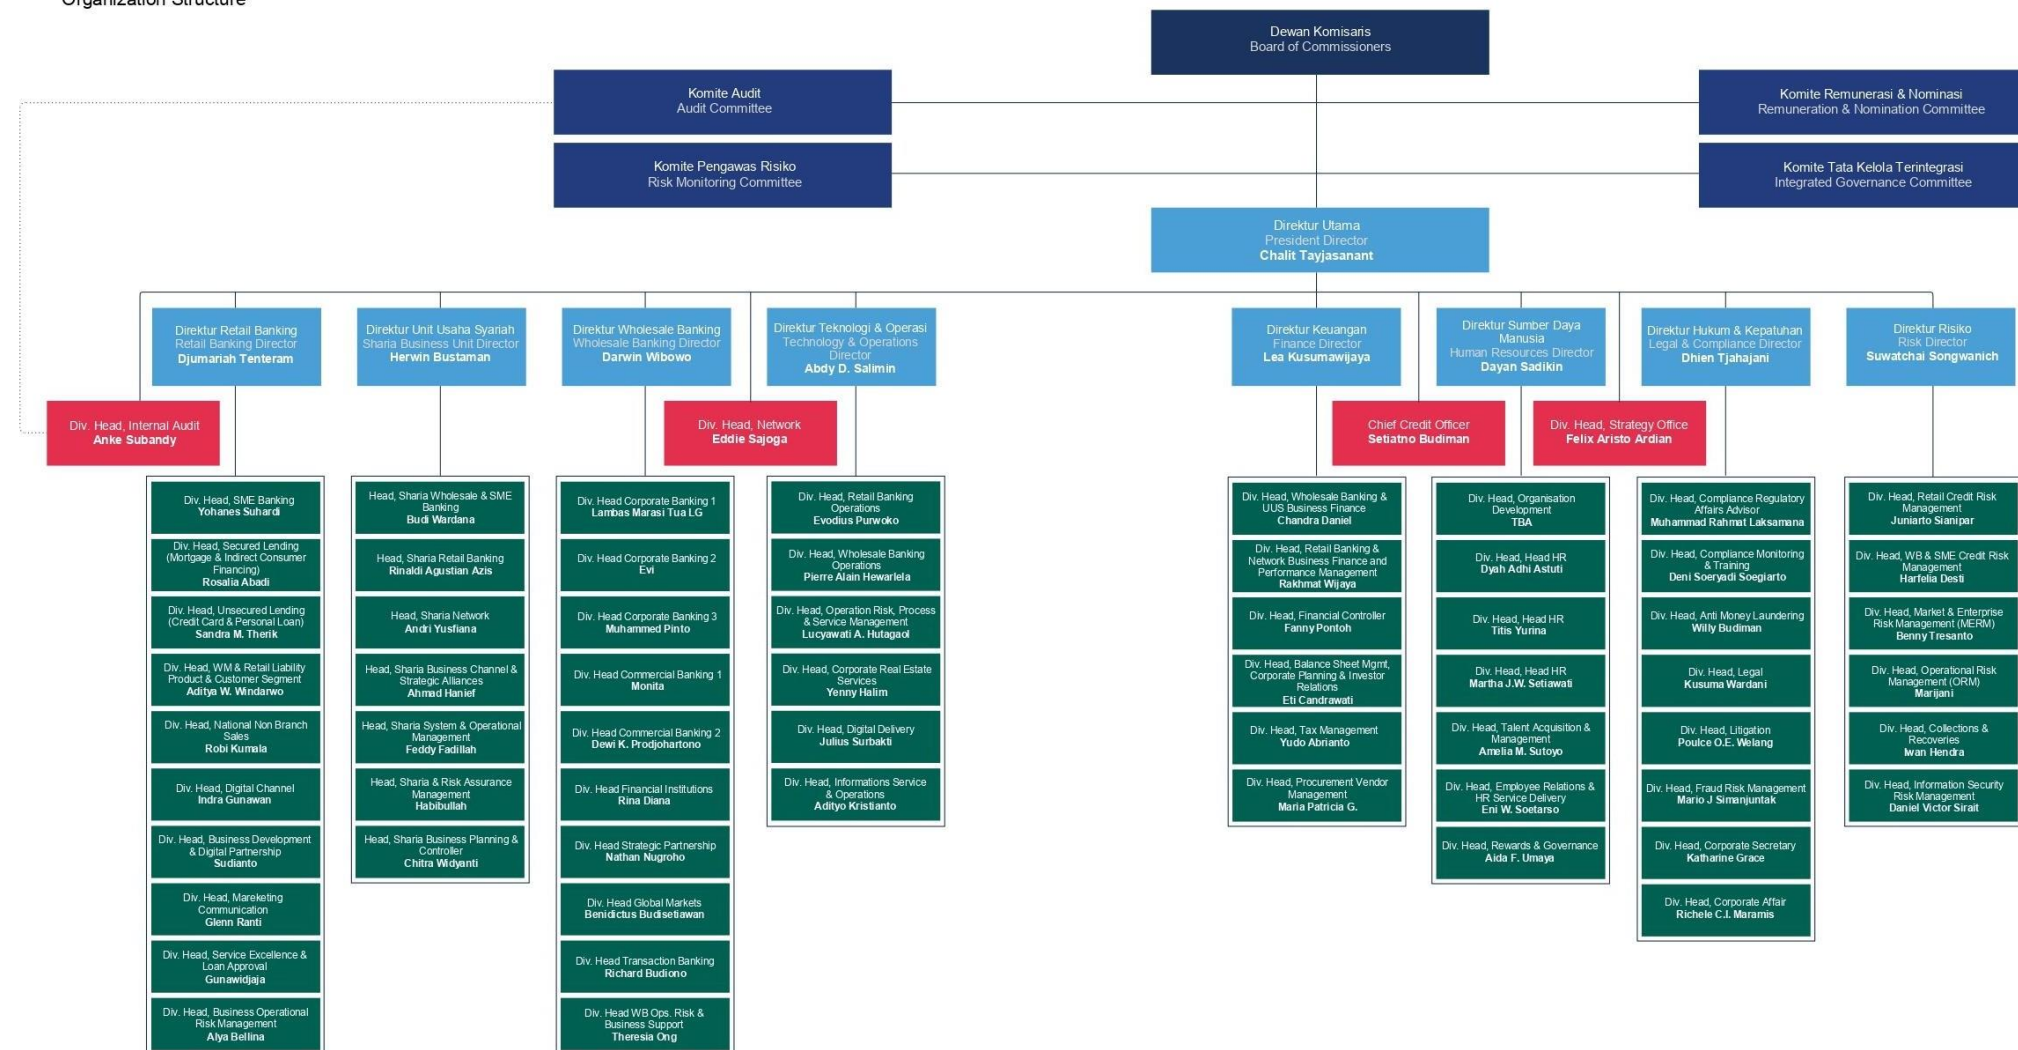 Organization Structure
Dewan Komisaris
Board of Commissioners
Komite Audit
Audit Committee
Komite Remunerasi & Nominasi
Remuneration & Nomination Committee
Komite Pengawas Risiko
Risk Monitoring Committee
Komite Tata Kelola Terintegrasi
Integrated Governance Committee
Direktur Utama
President Director
Chalit Tayjasanant
Direktur Retail Banking
Retail Banking Director
Djumariah Tenteram
Direktur Unit Usaha Syariah
Sharia Business Unit Director
Herwin Bustaman
Direktur Wholesale Banking
Wholesale Banking Director
Darwin Wibowo
Direktur Teknologi & Operasi
Technology & Operations
Director
Abdy D. Salimin
Direktur Keuangan
Finance Director
Lea Kusumawijaya
Direktur Sumber Daya
Manusia
Human Resources Director
Dayan Sadikin
Direktur Hukum & Kepatuhan
Legal & Compliance Director
Dhien Tjahajani
Direktur Risiko
Risk Director
Suwatchai Songwanich
Div. Head, Internal Audit
Anke Subandy
Div. Head, Network
Eddie Sajoga
Chief Credit Officer
Setiatno Budiman
Div. Head, Strategy Office
Felix Aristo Ardian
Div. Head, SME Banking
Yohanes Suhardi
Div. Head, Secured Lending
(Mortgage & Indirect Consumer
Financing)
Rosalia Abadi
Div. Head, Unsecured Lending
(Credit Card & Personal Loan)
Sandra M. Therik
Div. Head, WM & Retail Liability
Product & Customer Segment
Aditya W. Windarwo
Div. Head, National Non Branch
Sales
Robi Kumala
Div. Head, Digital Channel
Indra Gunawan
Div. Head, Business Development
& Digital Partnership
Sudianto
Div. Head, Mareketing
Communication
Glenn Ranti
Div. Head, Service Excellence &
Loan Approval
Gunawidjaja
Div. Head, Business Operational
Risk Management
Alya Bellina
Head, Sharia Wholesale & SME
Banking
Budi Wardana
Head, Sharia Retail Banking
Rinaldi Agustian Azis
Head, Sharia Network
Andri Yusfiana
Head, Sharia Business Channel &
Strategic Alliances
Ahmad Hanief
Head, Sharia System & Operational
Management
Feddy Fadillah
Head, Sharia & Risk Assurance
Management
Habibullah
Head, Sharia Business Planning &
Controller
Chitra Widyanti
Div. Head Corporate Banking 1
Lambas Marasi Tua LG
Div. Head Corporate Banking 2
Evi
Div. Head Corporate Banking 3
Muhammed Pinto
Div. Head Commercial Banking 1
Monita
Div. Head Commercial Banking 2
Dewi K. Prodjohartono
Div. Head Financial Institutions
Rina Diana
Div. Head Strategic Partnership
Nathan Nugroho
Div. Head Global Markets
Benidictus Budisetiawan
Div. Head Transaction Banking
Richard Budiono
Div. Head WB Ops. Risk &
Business Support
Theresia Ong
Div. Head, Retail Banking
Operations
Evodius Purwoko
Div. Head, Wholesale Banking
Operations
Pierre Alain Hewarlela
Div. Head, Operation Risk, Process
& Service Management
Lucyawati A. Hutagaol
Div. Head, Corporate Real Estate
Services
Yenny Halim
Div. Head, Digital Delivery
Julius Surbakti
Div. Head, Informations Service
& Operations
Adityo Kristianto
Div. Head, Wholesale Banking &
UUS Business Finance
Chandra Daniel
Div. Head, Retail Banking &
Network Business Finance and
Performance Management
Rakhmat Wijaya
Div. Head, Financial Controller
Fanny Pontoh
Div. Head, Balance Sheet Mgmt,
Corporate Planning & Investor
Relations
Eti Candrawati
Div. Head, Tax Management
Yudo Abrianto
Div. Head, Procurement Vendor
Management
Maria Patricia G.
Div. Head, Organisation
Development
TBA
Div. Head, Head HR
Dyah Adhi Astuti
Div. Head, Head HR
Titis Yurina
Div. Head, Head HR
Martha J.W. Setiawati
Div. Head, Talent Acquisition &
Management
Amelia M. Sutoyo
Div. Head, Employee Relations &
HR Service Delivery
Eni W. Soetarso
Div. Head, Rewards & Governance
Aida F. Umaya
Div. Head, Compliance Regulatory
Affairs Advisor
Muhammad Rahmat Laksamana
Div. Head, Compliance Monitoring
& Training
Deni Soeryadi Soegiarto
Div. Head, Anti Money Laundering
Willy Budiman
Div. Head, Legal
Kusuma Wardani
Div. Head, Litigation
Poulce O.E. Welang
Div. Head, Fraud Risk Management
Mario J Simanjuntak
Div. Head, Corporate Secretary
Katharine Grace
Div. Head, Corporate Affair
Richele C.I. Maramis
Div. Head, Retail Credit Risk
Management
Juniarto Sianipar
Div. Head, WB & SME Credit Risk
Management
Harfelia Desti
Div. Head, Market & Enterprise
Risk Management (MERM)
Benny Tresanto
Div. Head, Operational Risk
Management (ORM)
Marijani
Div. Head, Collections &
Recoveries
Iwan Hendra
Div. Head, Information Security
Risk Management
Daniel Victor Sirait